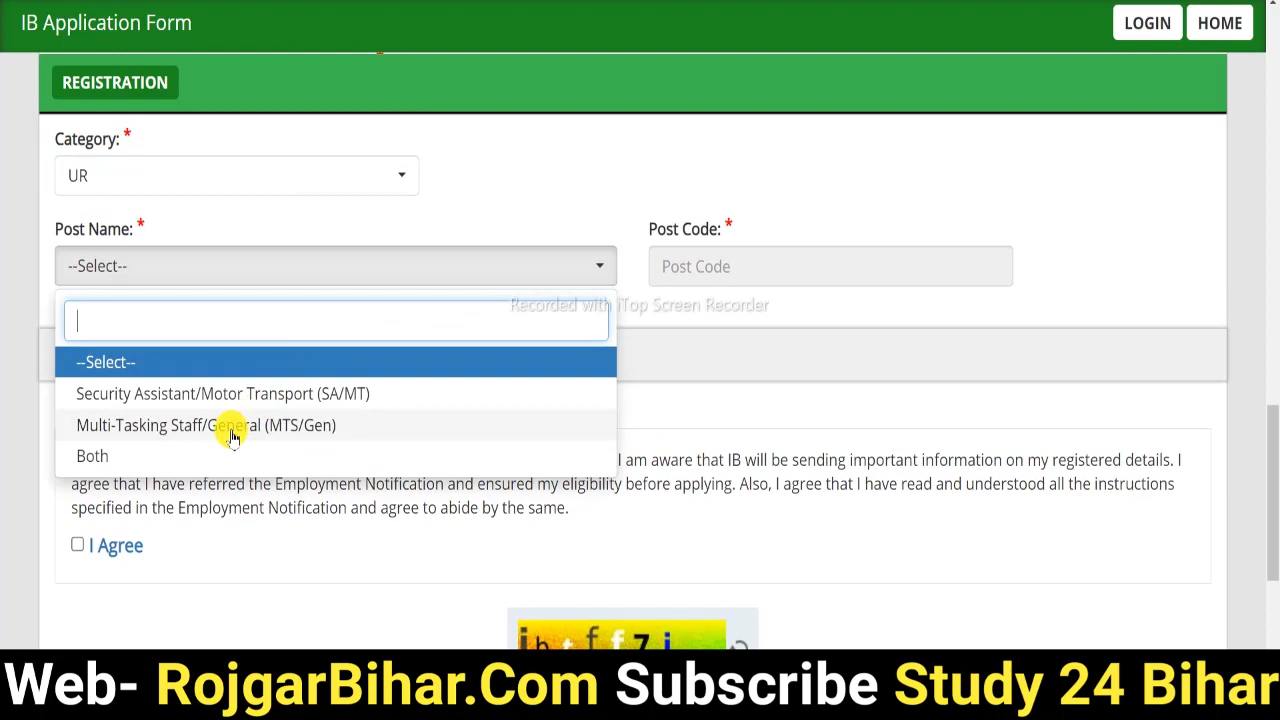 IB Application Form
LOGIN
HOME
REGISTRATION
Category: *
UR
Post Name: *
Post Code: *
--Select--
Post Code
Recorded with iTop Screen Recorder
--Select--
Security Assistant/Motor Transport (SA/MT)
Multi-Tasking Staff/General (MTS/Gen)
Both
I am aware that IB will be sending important information on my registered details. I
agree that I have referred the Employment Notification and ensured my eligibility before applying. Also, I agree that I have read and understood all the instructions
specified in the Employment Notification and agree to abide by the same.
I Agree
Web- RojgarBihar.Com Subscribe Study 24 Bihar